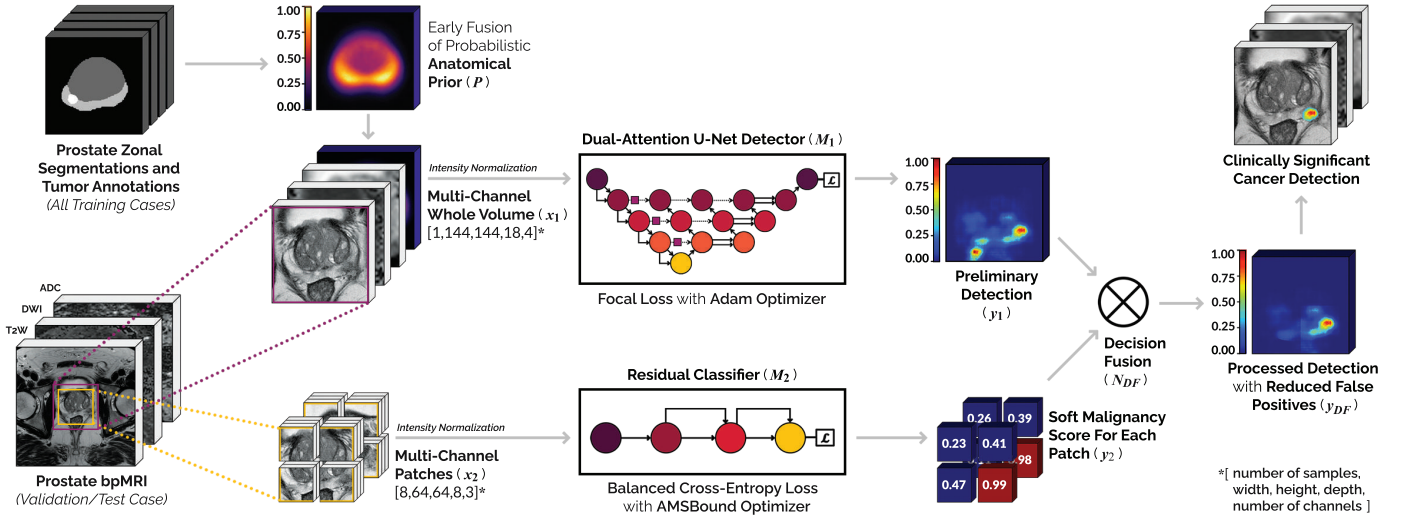 1.00
0.75
0.50
0.25
0.00
Early Fusion
of Probabilistic
Anatomical
Prior (P)
Prostate Zonal
Segmentations and
Tumor Annotations
(All Training Cases)
Intensity Normalization
Multi-Channel
Whole Volume (x₁)
[1,144,144,18,4]*
Dual-Attention U-Net Detector (M₁)
ℒ
Focal Loss with Adam Optimizer
1.00
0.75
0.50
0.25
0.00
Preliminary
Detection
(y₁)
Clinically Significant
Cancer Detection
ADC
DWI
T2W
Prostate bpMRI
(Validation/Test Case)
Intensity Normalization
Multi-Channel
Patches (x₂)
[8,64,64,8,3]*
Residual Classifier (M₂)
ℒ
Balanced Cross-Entropy Loss
with AMSBound Optimizer
0.26
0.39
0.23
0.41
.98
0.47
0.99
Soft Malignancy
Score For Each
Patch (y₂)
Decision
Fusion
(N_DF)
1.00
0.75
0.50
0.25
0.00
Processed Detection
with Reduced False
Positives (y_DF)
*[ number of samples,
width, height, depth,
number of channels ]